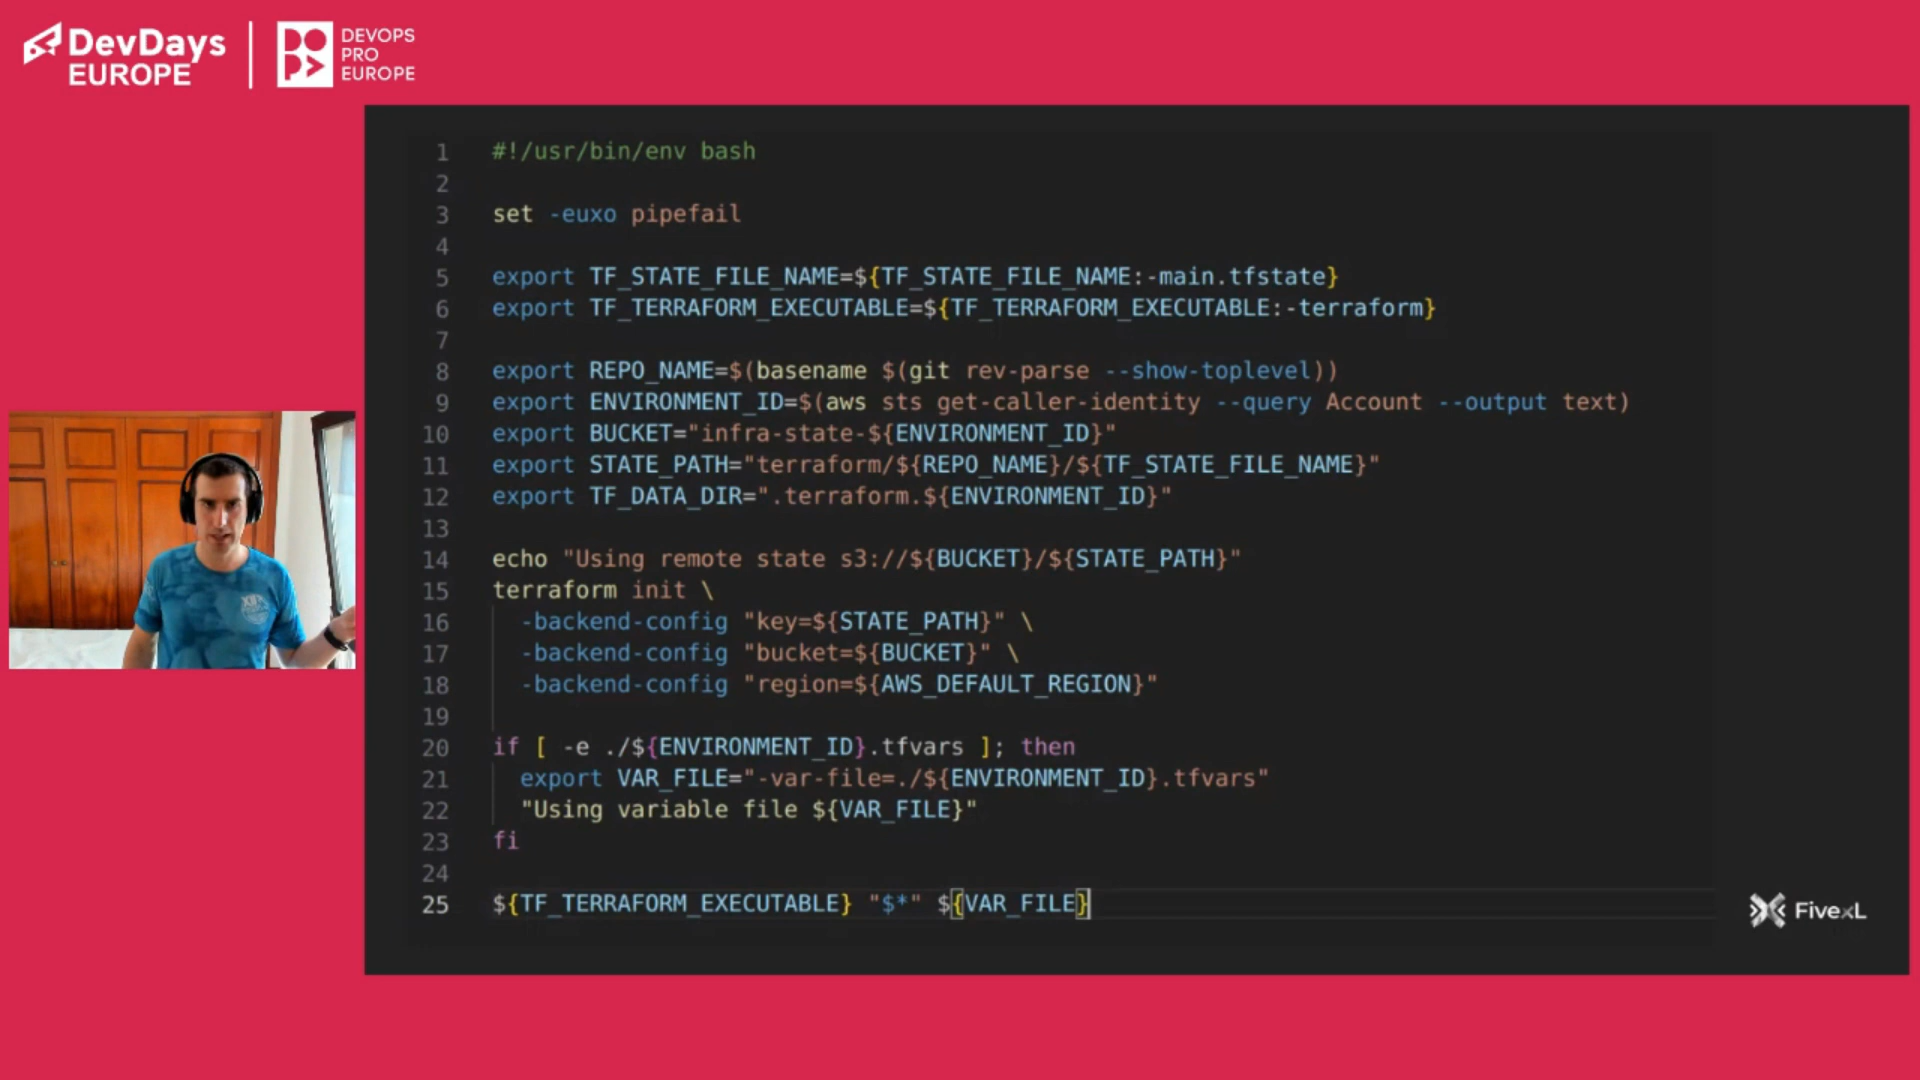 DevDays
EUROPE
DEVOPS
PRO
EUROPE
1 #!/usr/bin/env bash
2
3 set -euxo pipefail
4
5 export TF_STATE_FILE_NAME=${TF_STATE_FILE_NAME:-main.tfstate}
6 export TF_TERRAFORM_EXECUTABLE=${TF_TERRAFORM_EXECUTABLE:-terraform}
7
8 export REPO_NAME=$(basename $(git rev-parse --show-toplevel))
9 export ENVIRONMENT_ID=$(aws sts get-caller-identity --query Account --output text)
10 export BUCKET="infra-state-${ENVIRONMENT_ID}"
11 export STATE_PATH="terraform/${REPO_NAME}/${TF_STATE_FILE_NAME}"
12 export TF_DATA_DIR=".terraform.${ENVIRONMENT_ID}"
13
14 echo "Using remote state s3://${BUCKET}/${STATE_PATH}"
15 terraform init \
16 -backend-config "key=${STATE_PATH}" \
17 -backend-config "bucket=${BUCKET}" \
18 -backend-config "region=${AWS_DEFAULT_REGION}"
19
20 if [ -e ./${ENVIRONMENT_ID}.tfvars ]; then
21 export VAR_FILE="-var-file=./${ENVIRONMENT_ID}.tfvars"
22 "Using variable file ${VAR_FILE}"
23 fi
24
25 ${TF_TERRAFORM_EXECUTABLE} "$*" ${VAR_FILE}
FivexL